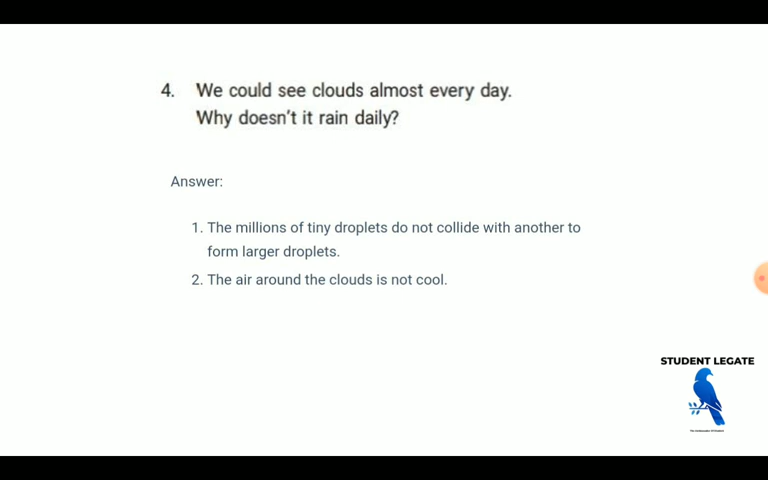 4. We could see clouds almost every day.
Why doesn't it rain daily?
Answer:
1. The millions of tiny droplets do not collide with another to
form larger droplets.
2. The air around the clouds is not cool.
STUDENT LEGATE